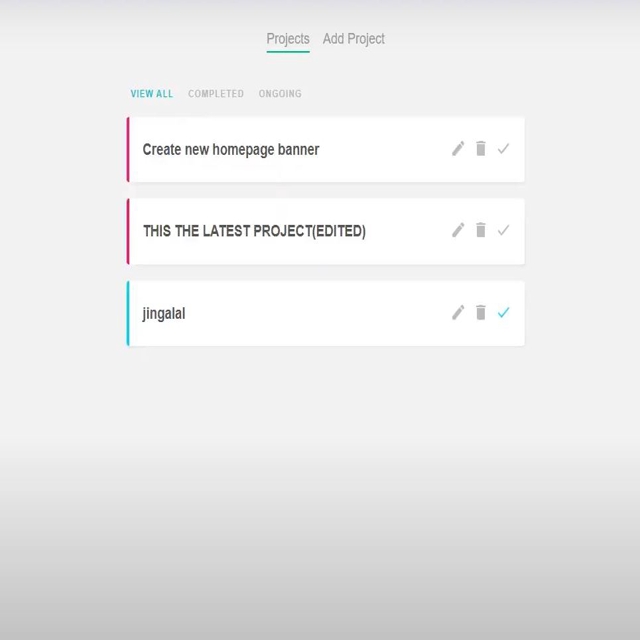 Projects Add Project
VIEW ALL COMPLETED ONGOING
Create new homepage banner
THIS THE LATEST PROJECT(EDITED)
jingalal